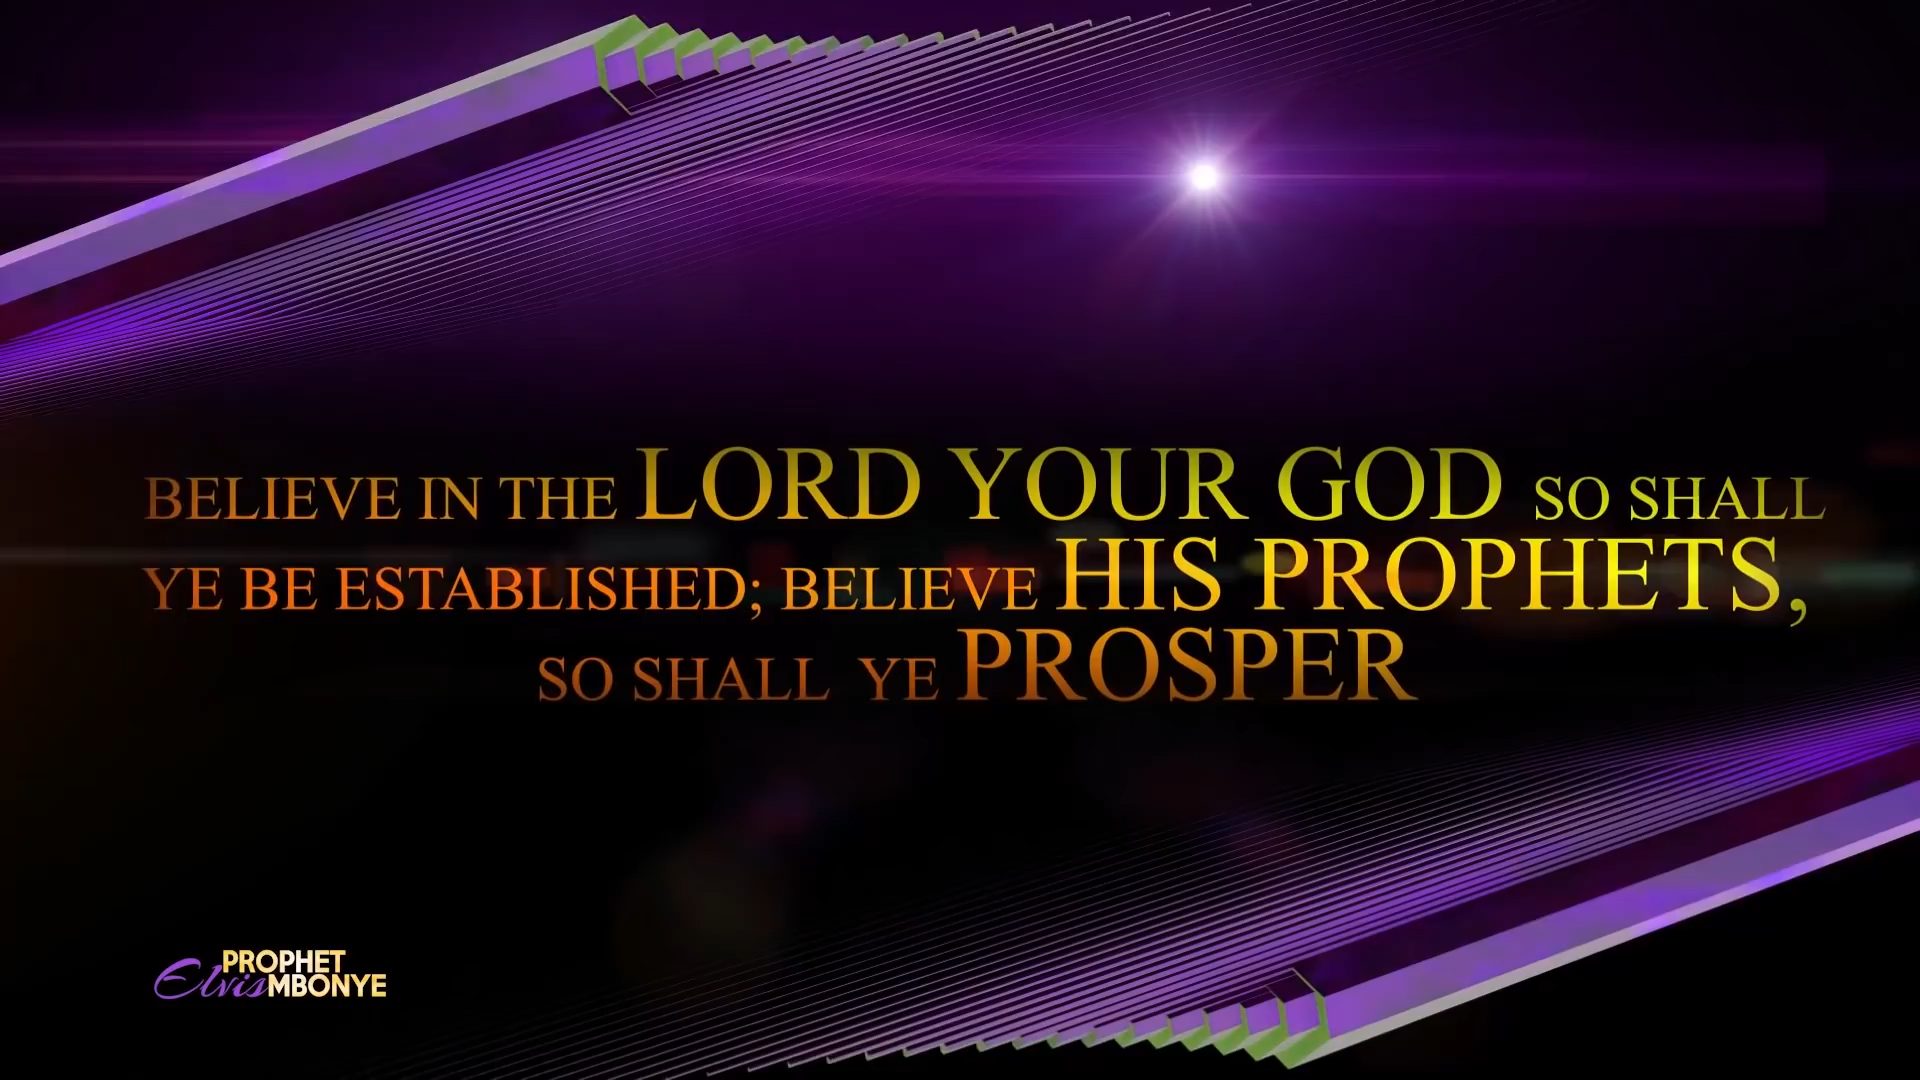 BELIEVE IN THE LORD YOUR GOD SO SHALL
YE BE ESTABLISHED; BELIEVE HIS PROPHETS,
SO SHALL YE PROSPER
PROPHET
Elvis MBONYE